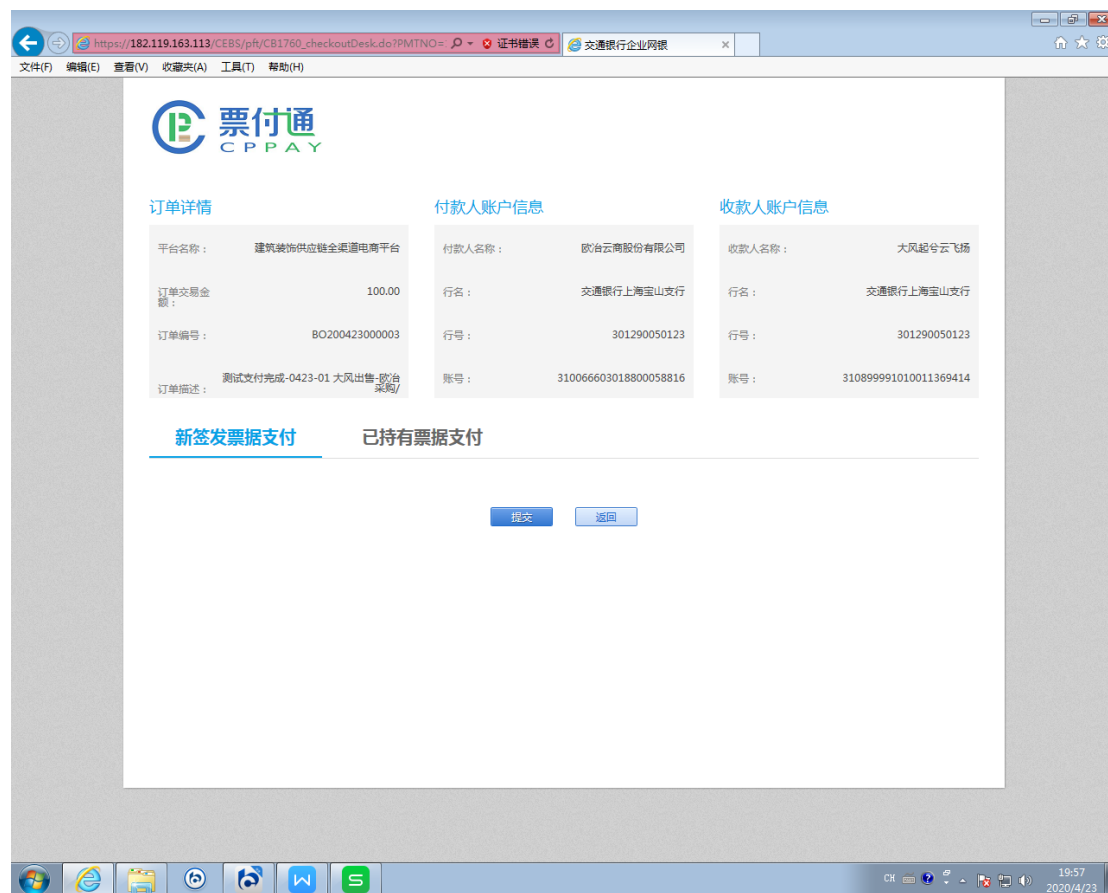 https://182.119.163.113/CEBS/pft/CB1760_checkoutDesk.do?PMTNO=
证书错误
交通银行企业网银
文件(F) 编辑(E) 查看(V) 收藏夹(A) 工具(T) 帮助(H)
票付通
CPPAY
订单详情
平台名称： 建筑装饰供应链全渠道电商平台
订单交易金额： 100.00
订单编号： BO200423000003
订单描述： 测试支付完成-0423-01 大风出售-欧冶
采购/
付款人账户信息
付款人名称： 欧冶云商股份有限公司
行名： 交通银行上海宝山支行
行号： 301290050123
账号： 310066603018800058816
收款人账户信息
收款人名称： 大风起兮云飞扬
行名： 交通银行上海宝山支行
行号： 301290050123
账号： 310899991010011369414
新签发票据支付 已持有票据支付
提交 返回
CH
19:57
2020/4/23